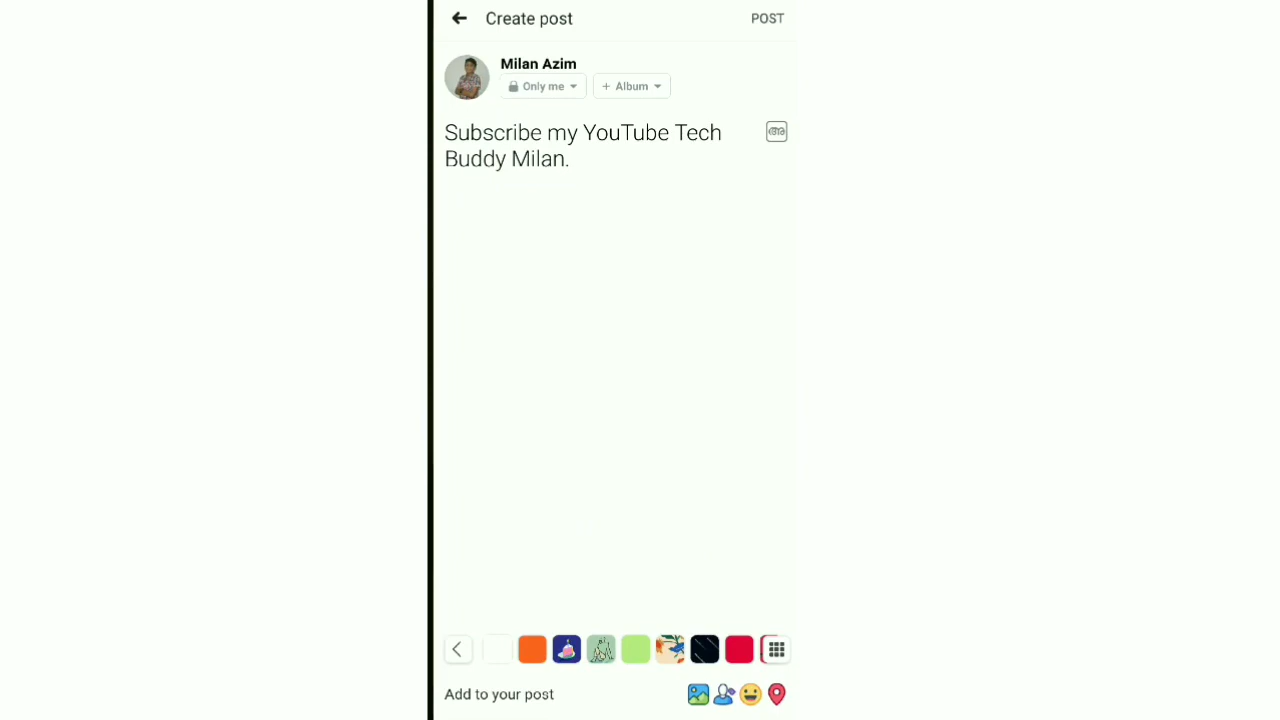 Create post
POST
Milan Azim
Only me
+ Album
Subscribe my YouTube Tech
Buddy Milan.
അ
Add to your post